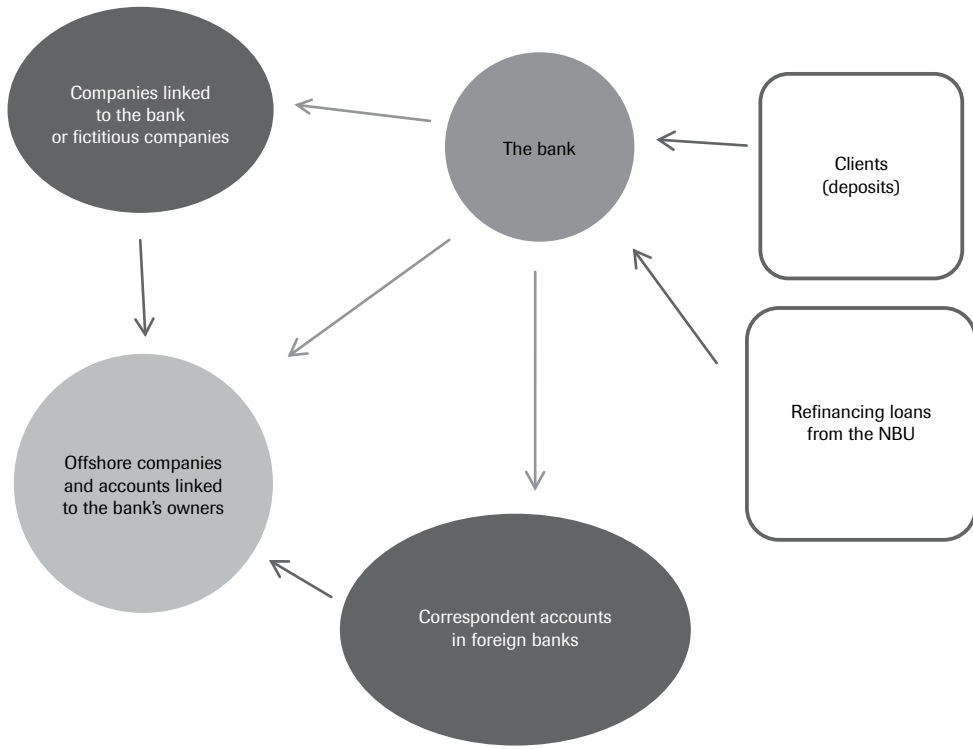 Companies linked
to the bank
or fictitious companies
The bank
Clients
(deposits)
Refinancing loans
from the NBU
Offshore companies
and accounts linked
to the bank's owners
Correspondent accounts
in foreign banks